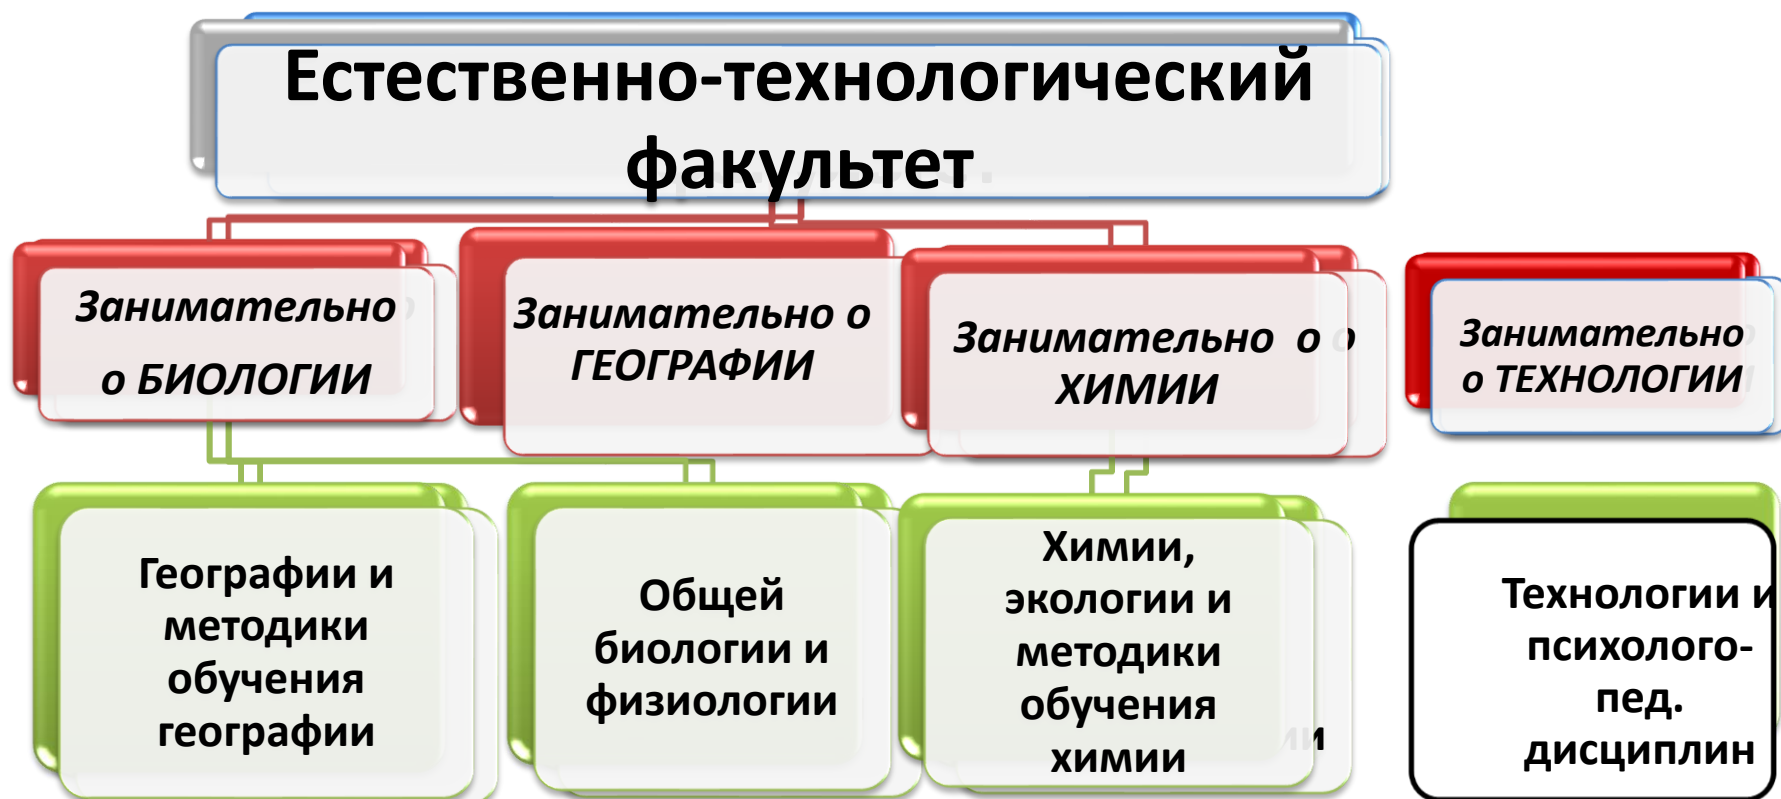 Естественно-технологический
факультет
Занимательно
о БИОЛОГИИ
Занимательно о
ГЕОГРАФИИ
Занимательно о
ХИМИИ
Занимательно
о ТЕХНОЛОГИИ
Географии и
методики
обучения
географии
Общей
биологии и
физиологии
Химии,
экологии и
методики
обучения
химии
Технологии и
психолого-
пед.
дисциплин